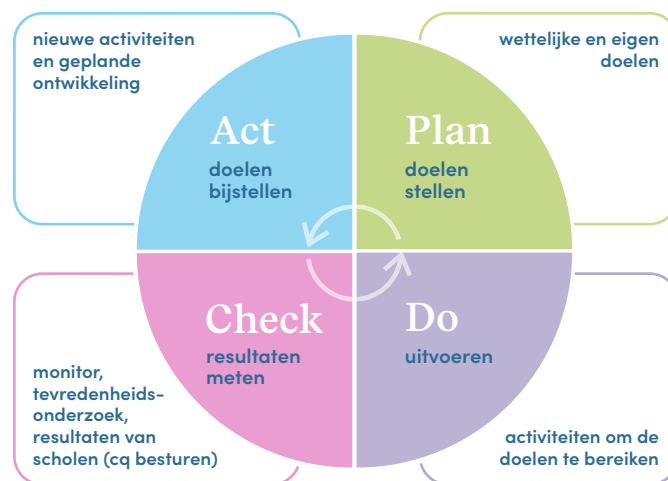 nieuwe activiteiten
en geplande
ontwikkeling
Act
doelen
bijstellen
wettelijke en eigen
doelen
Plan
doelen
stellen
Check
resultaten
meten
monitor,
tevredenheids-
onderzoek,
resultaten van
scholen (cq besturen)
Do
uitvoeren
activiteiten om de
doelen te bereiken